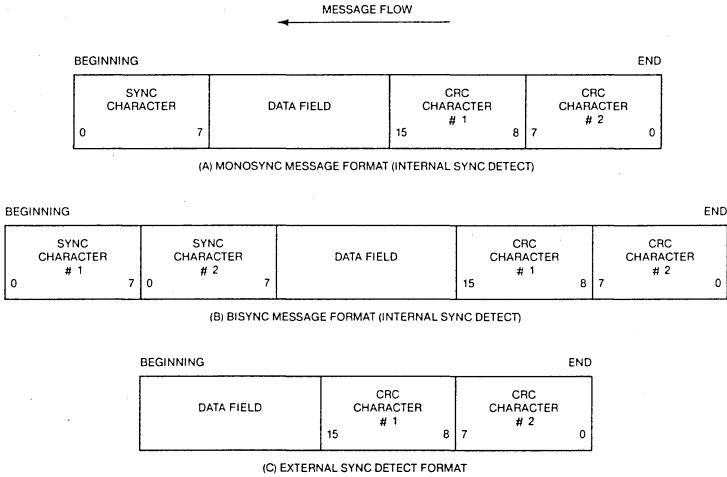 MESSAGE FLOW
BEGINNING END
SYNC CHARACTER 0 7
DATA FIELD
CRC CHARACTER # 1 15 8
CRC CHARACTER # 2 7 0
(A) MONOSYNC MESSAGE FORMAT (INTERNAL SYNC DETECT)
BEGINNING END
SYNC CHARACTER # 1 0 7
SYNC CHARACTER # 2 0 7
DATA FIELD
CRC CHARACTER # 1 15 8
CRC CHARACTER # 2 7 0
(B) BISYNC MESSAGE FORMAT (INTERNAL SYNC DETECT)
BEGINNING END
DATA FIELD
CRC CHARACTER # 1 15 8
CRC CHARACTER # 2 7 0
(C) EXTERNAL SYNC DETECT FORMAT